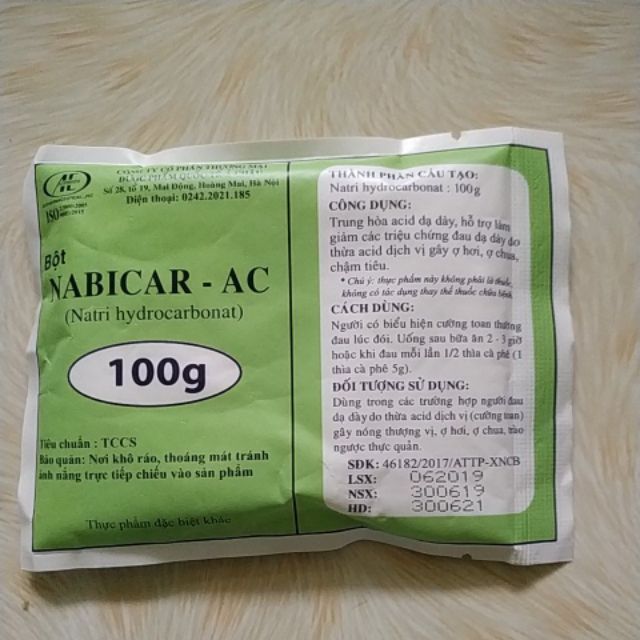 CÔNG TY CỔ PHẦN THƯƠNG MẠI
Số 28, tổ 19, Mai Động, Hoàng Mai, Hà Nội
Điện thoại: 0242.2021.185
ISO
Bột
NABICAR - AC
(Natri hydrocarbonat)
100g
Tiêu chuẩn : TCCS
Bảo quản: Nơi khô ráo, thoáng mát tránh
ánh nắng trực tiếp chiếu vào sản phẩm
Thực phẩm đặc biệt khác
THÀNH PHẦN CẤU TẠO:
Natri hydrocarbonat : 100g
CÔNG DỤNG:
Trung hòa acid dạ dày, hỗ trợ làm
giảm các triệu chứng đau dạ dày do
thừa acid dịch vị gây ợ hơi, ợ chua,
chậm tiêu.
* Chú ý: thực phẩm này không phải là thuốc,
không có tác dụng thay thế thuốc chữa bệnh.
CÁCH DÙNG:
Người có biểu hiện cường toan thường
đau lúc đói. Uống sau bữa ăn 2 - 3 giờ
hoặc khi đau mỗi lần 1/2 thìa cà phê (1
thìa cà phê 5g).
ĐỐI TƯỢNG SỬ DỤNG:
Dùng trong các trường hợp người đau
dạ dày do thừa acid dịch vị (cường toan)
gây nóng thượng vị, ợ hơi, ợ chua, trào
ngược thực quản.
SĐK: 46182/2017/ATTP-XNCB
LSX: 062019
NSX: 300619
HD: 300621